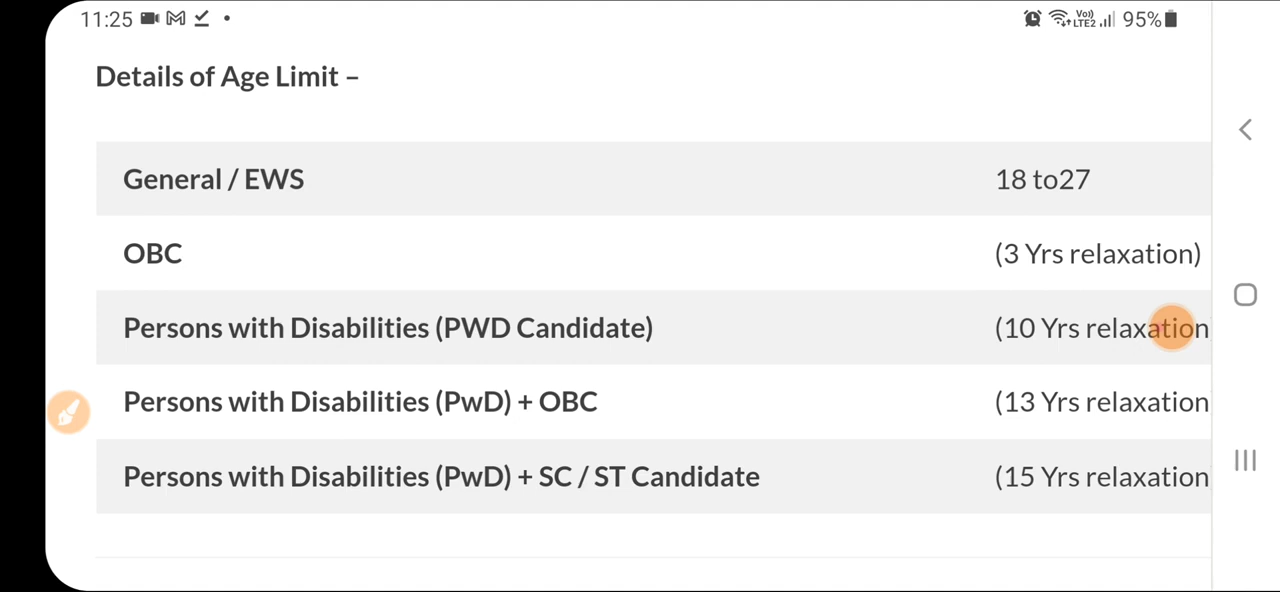 11:25 95%
Vo))
LTE2
Details of Age Limit –
General / EWS 18 to27
OBC (3 Yrs relaxation)
Persons with Disabilities (PWD Candidate) (10 Yrs relaxation
Persons with Disabilities (PwD) + OBC (13 Yrs relaxation
Persons with Disabilities (PwD) + SC / ST Candidate (15 Yrs relaxation